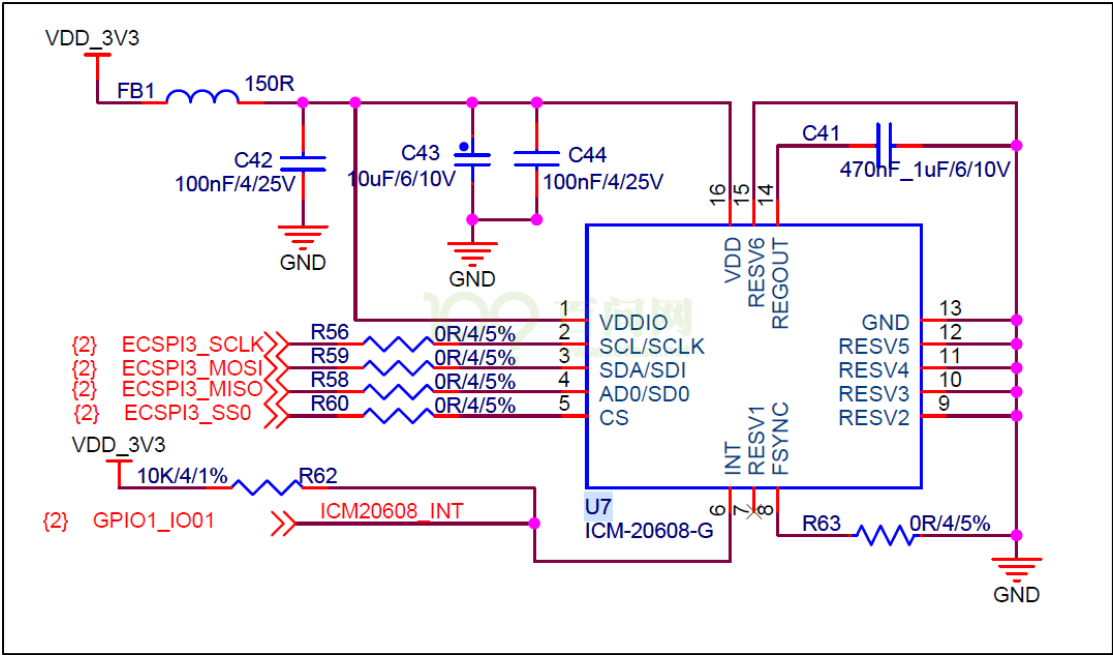 VDD_3V3
FB1
150R
C42
100nF/4/25V
C43
10uF/6/10V
C44
100nF/4/25V
C41
470nF_1uF/6/10V
GND
GND
16
15
14
VDD
RESV6
REGOUT
1
VDDIO
2
SCL/SCLK
3
SDA/SDI
4
AD0/SD0
5
CS
GND
13
RESV5
12
RESV4
11
RESV3
10
RESV2
9
{2} ECSPI3_SCLK
R56
0R/4/5%
{2} ECSPI3_MOSI
R59
0R/4/5%
{2} ECSPI3_MISO
R58
0R/4/5%
{2} ECSPI3_SS0
R60
0R/4/5%
VDD_3V3
10K/4/1%
R62
{2} GPIO1_IO01
ICM20608_INT
INT
RESV1
FSYNC
6
7
8
U7
ICM-20608-G
R63
0R/4/5%
GND
百问网